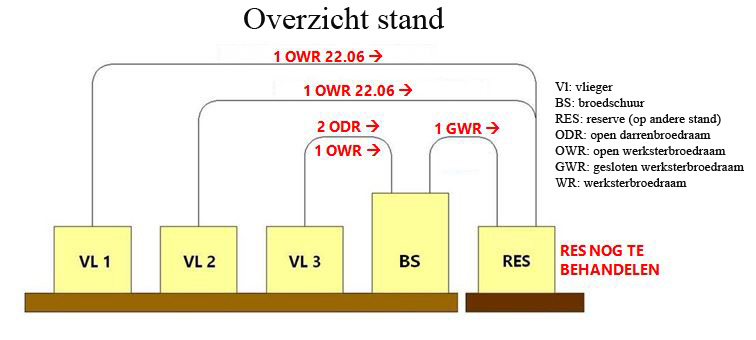 Overzicht stand
1 OWR 22.06 →
1 OWR 22.06 →
2 ODR →
1 OWR →
1 GWR →
Vl: vlieger
BS: broedschuur
RES: reserve (op andere stand)
ODR: open darrenbroedraam
OWR: open werksterbroedraam
GWR: gesloten werksterbroedraam
WR: werksterbroedraam
VL 1
VL 2
VL 3
BS
RES
RES NOG TE
BEHANDELEN